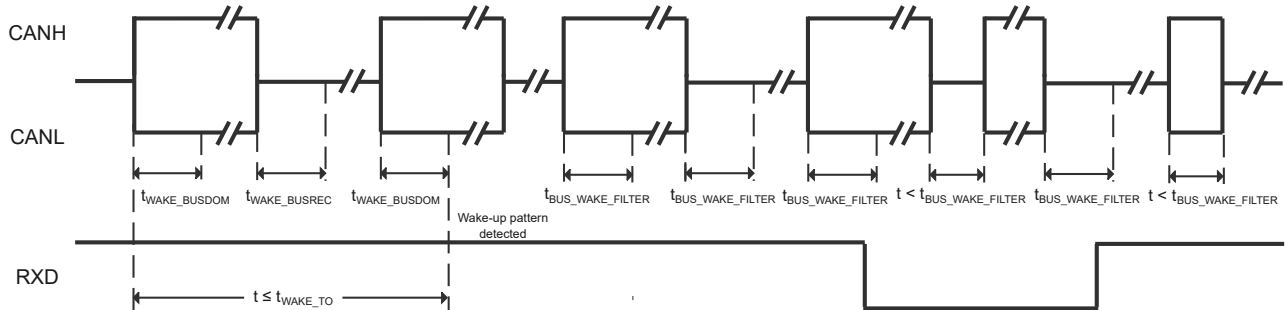 CANH
CANL
tWAKE_BUSDOM
tWAKE_BUSREC
tWAKE_BUSDOM
tBUS_WAKE_FILTER
tBUS_WAKE_FILTER
tBUS_WAKE_FILTER
t < tBUS_WAKE_FILTER
tBUS_WAKE_FILTER
t < tBUS_WAKE_FILTER
Wake-up pattern
detected
RXD
t ≤ tWAKE_TO